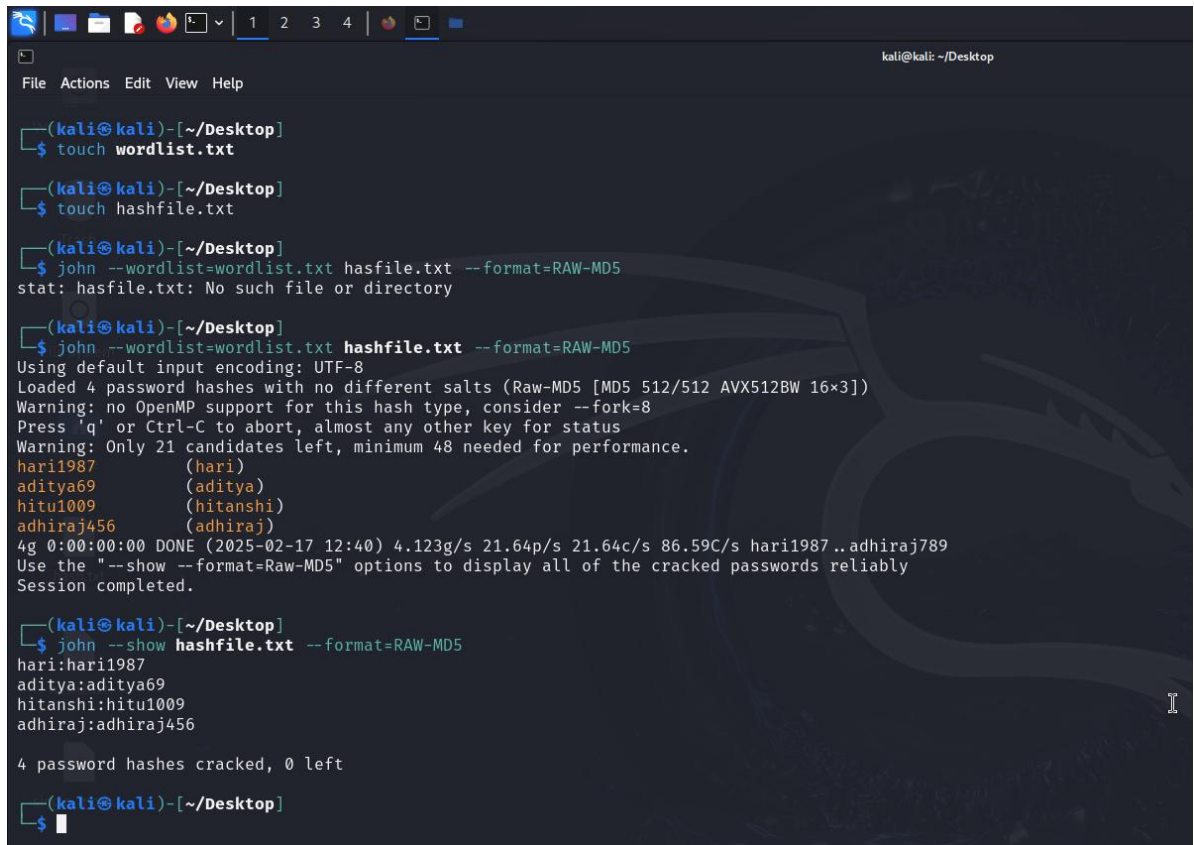 1 2 3 4
kali@kali: ~/Desktop
File Actions Edit View Help
┌──(kali㉿kali)-[~/Desktop]
└─$ touch wordlist.txt
┌──(kali㉿kali)-[~/Desktop]
└─$ touch hashfile.txt
┌──(kali㉿kali)-[~/Desktop]
└─$ john --wordlist=wordlist.txt hasfile.txt --format=RAW-MD5
stat: hasfile.txt: No such file or directory
┌──(kali㉿kali)-[~/Desktop]
└─$ john --wordlist=wordlist.txt hashfile.txt --format=RAW-MD5
Using default input encoding: UTF-8
Loaded 4 password hashes with no different salts (Raw-MD5 [MD5 512/512 AVX512BW 16×3])
Warning: no OpenMP support for this hash type, consider --fork=8
Press 'q' or Ctrl-C to abort, almost any other key for status
Warning: Only 21 candidates left, minimum 48 needed for performance.
hari1987 (hari)
aditya69 (aditya)
hitu1009 (hitanshi)
adhiraj456 (adhiraj)
4g 0:00:00:00 DONE (2025-02-17 12:40) 4.123g/s 21.64p/s 21.64c/s 86.59C/s hari1987..adhiraj789
Use the "--show --format=Raw-MD5" options to display all of the cracked passwords reliably
Session completed.
┌──(kali㉿kali)-[~/Desktop]
└─$ john --show hashfile.txt --format=RAW-MD5
hari:hari1987
aditya:aditya69
hitanshi:hitu1009
adhiraj:adhiraj456
4 password hashes cracked, 0 left
┌──(kali㉿kali)-[~/Desktop]
└─$